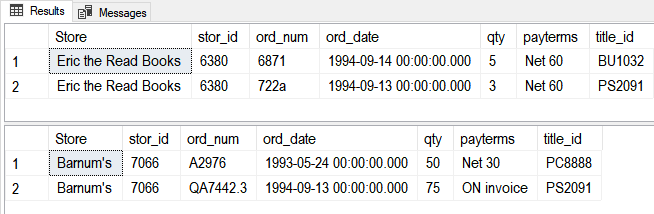 Results Messages
Store stor_id ord_num ord_date qty payterms title_id
1 Eric the Read Books 6380 6871 1994-09-14 00:00:00.000 5 Net 60 BU1032
2 Eric the Read Books 6380 722a 1994-09-13 00:00:00.000 3 Net 60 PS2091
Store stor_id ord_num ord_date qty payterms title_id
1 Barnum's 7066 A2976 1993-05-24 00:00:00.000 50 Net 30 PC8888
2 Barnum's 7066 QA7442.3 1994-09-13 00:00:00.000 75 ON invoice PS2091